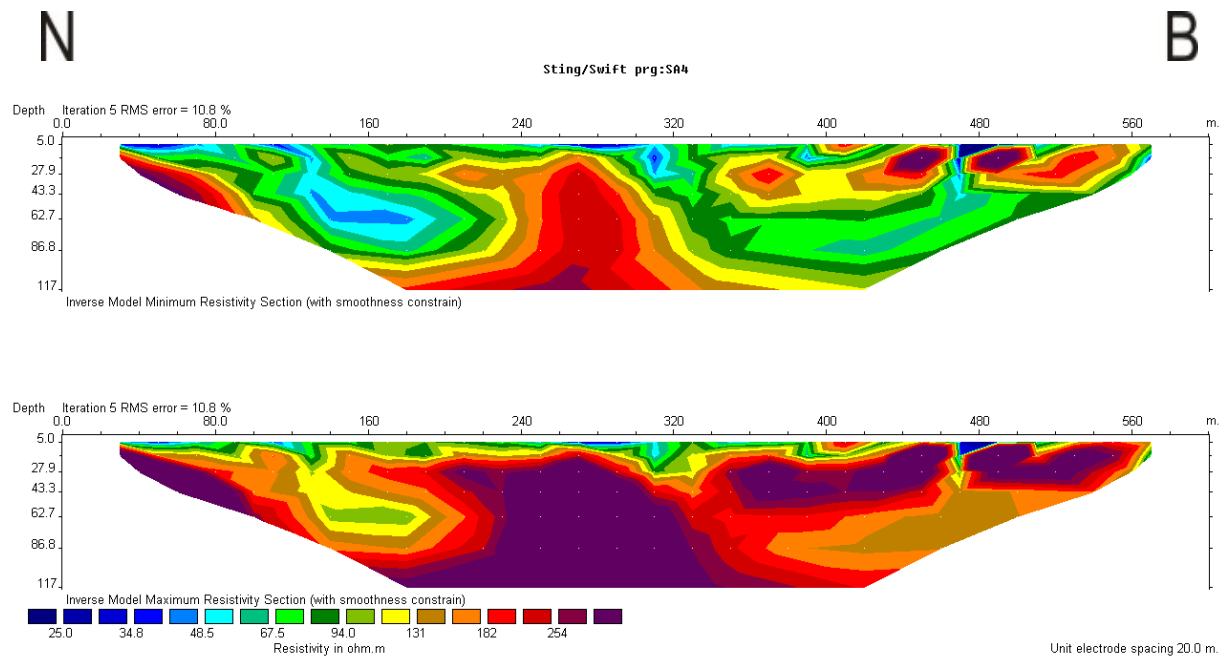 N B
Sting/Swift prg:SA4
Depth Iteration 5 RMS error = 10.8 %
0.0 80.0 160 240 320 400 480 560 m.
5.0
27.9
43.3
62.7
86.8
117
Inverse Model Minimum Resistivity Section (with smoothness constrain)
Depth Iteration 5 RMS error = 10.8 %
0.0 80.0 160 240 320 400 480 560 m.
5.0
27.9
43.3
62.7
86.8
117
Inverse Model Maximum Resistivity Section (with smoothness constrain)
25.0 34.8 48.5 67.5 94.0 131 182 254
Resistivity in ohm.m Unit electrode spacing 20.0 m.